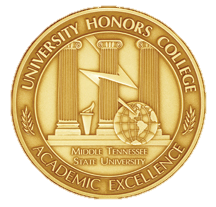 UNIVERSITY HONORS COLLEGE
MIDDLE TENNESSEE
STATE UNIVERSITY
ACADEMIC EXCELLENCE